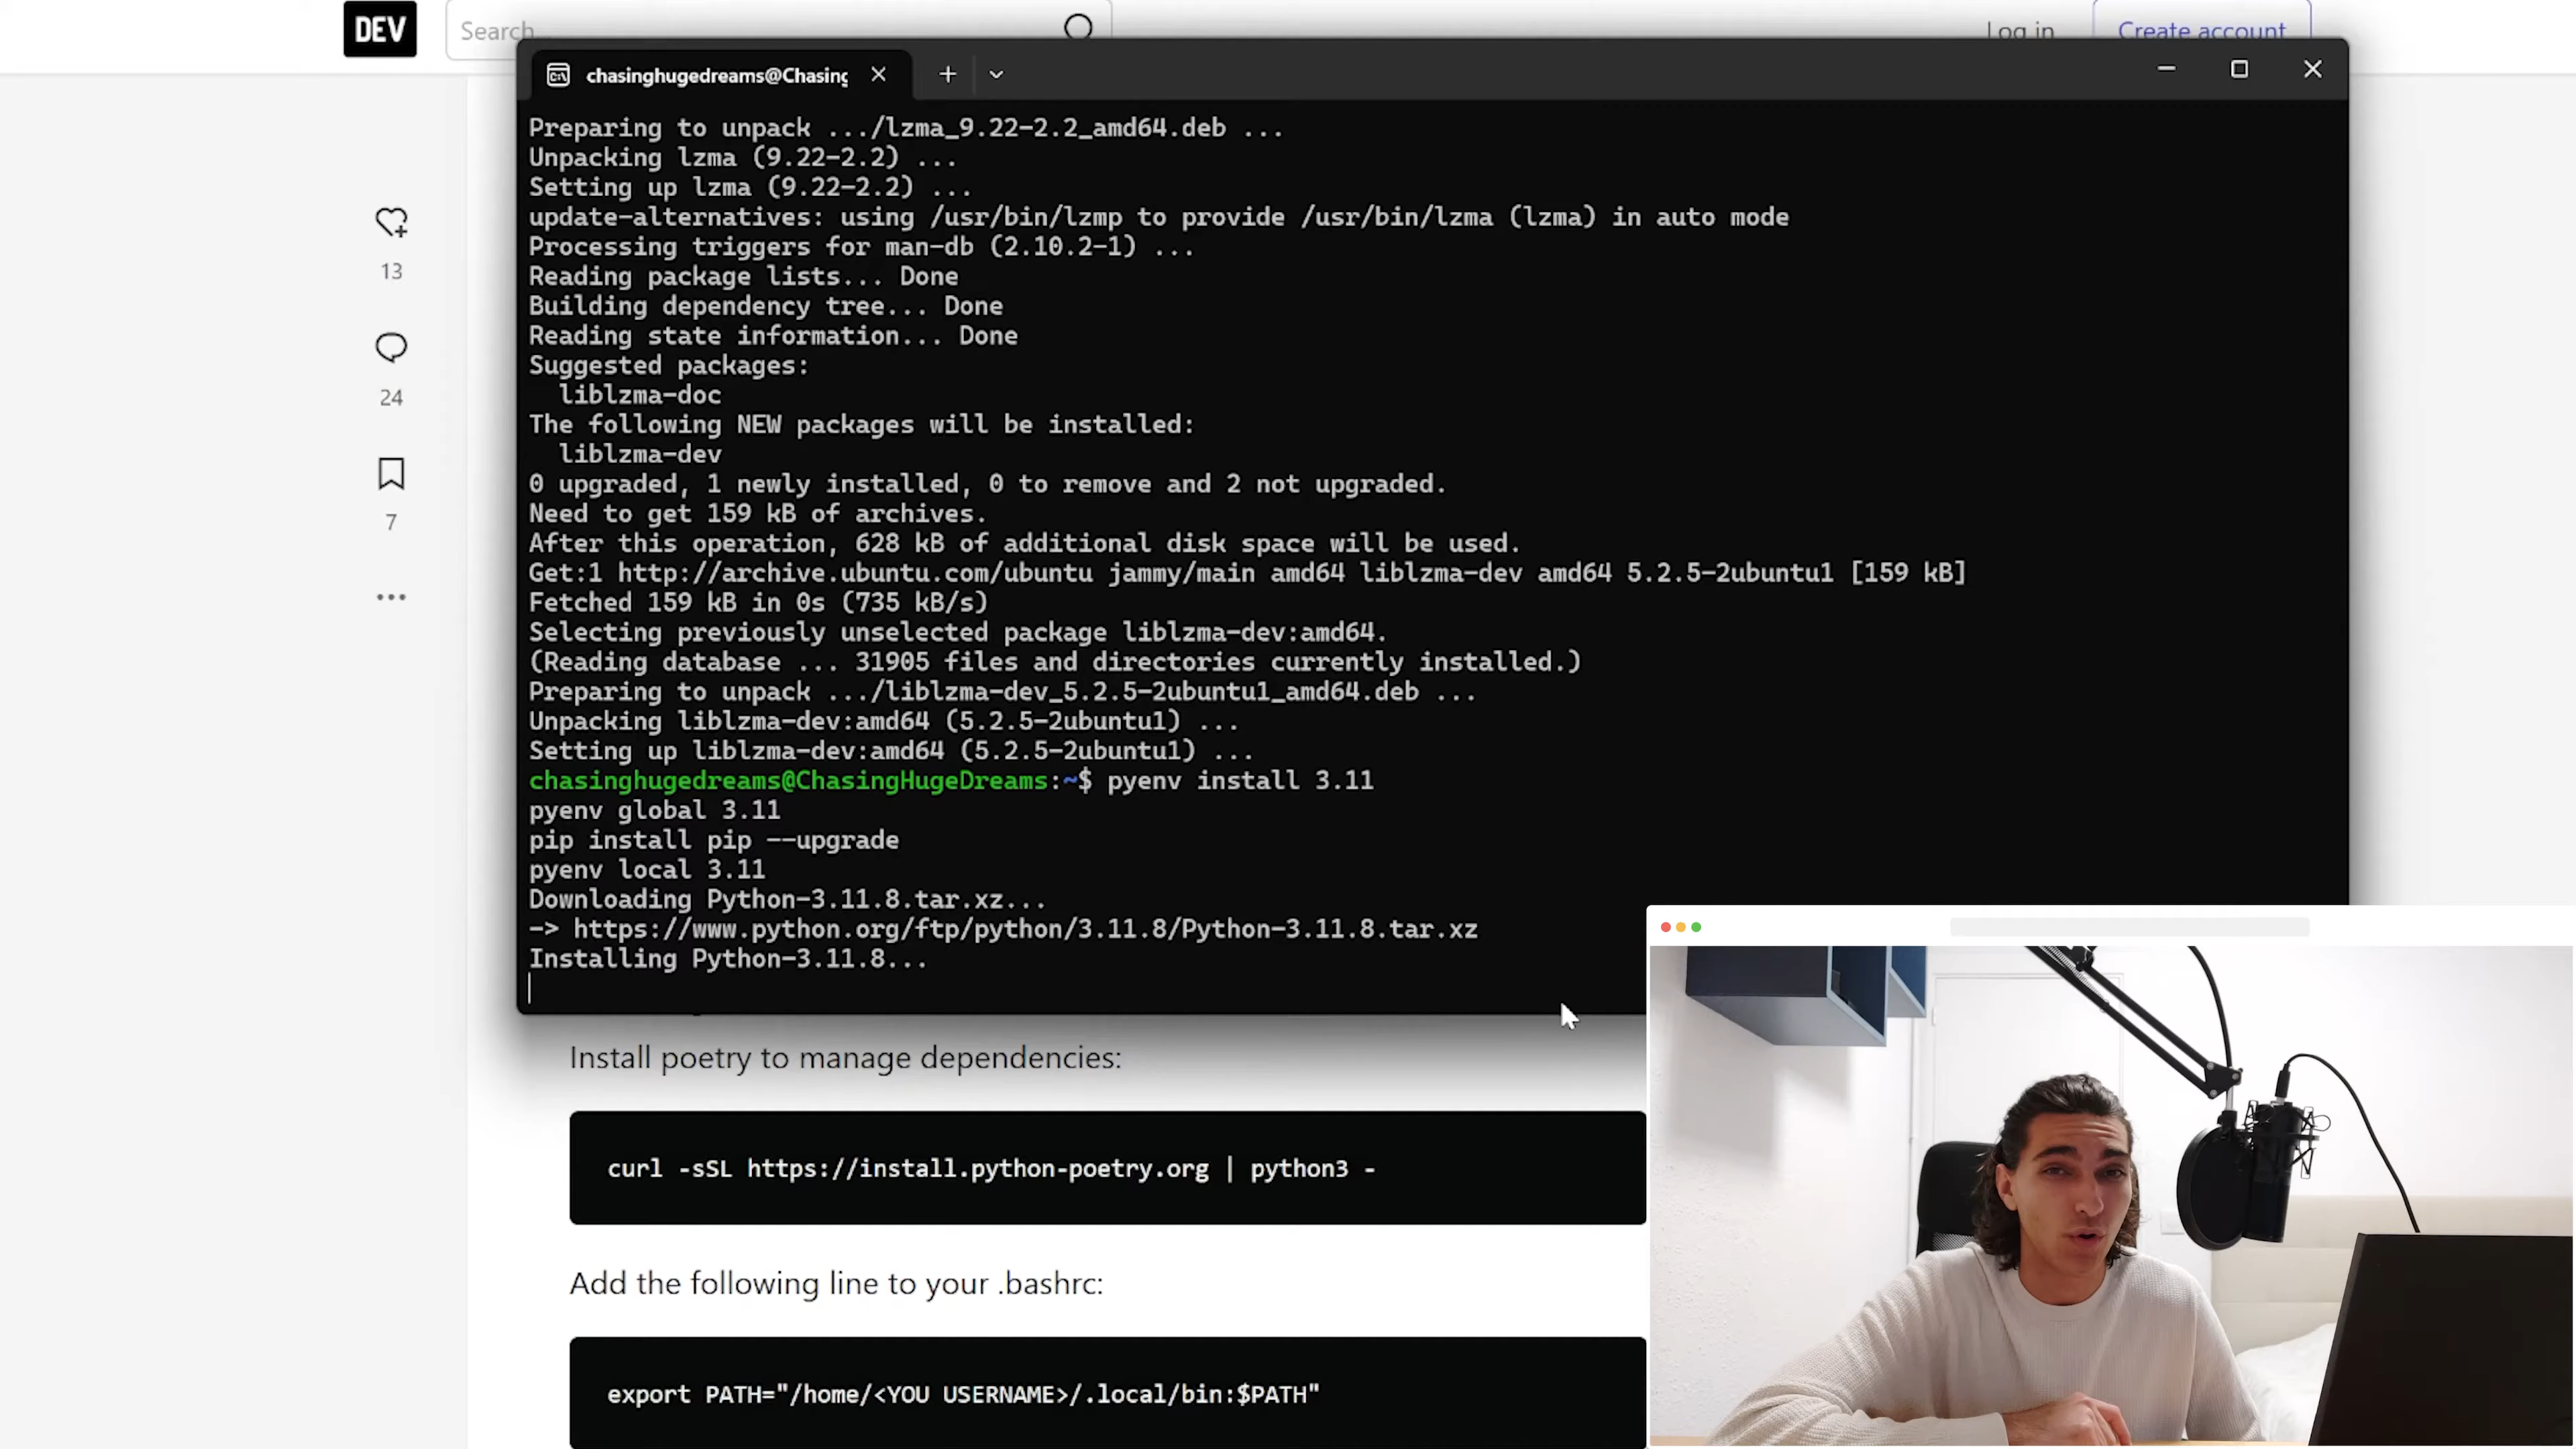 DEV
Search...
Log in
Create account
chasinghugedreams@Chasing
Preparing to unpack .../lzma_9.22-2.2_amd64.deb ...
Unpacking lzma (9.22-2.2) ...
Setting up lzma (9.22-2.2) ...
update-alternatives: using /usr/bin/lzmp to provide /usr/bin/lzma (lzma) in auto mode
Processing triggers for man-db (2.10.2-1) ...
Reading package lists... Done
Building dependency tree... Done
Reading state information... Done
Suggested packages:
liblzma-doc
The following NEW packages will be installed:
liblzma-dev
0 upgraded, 1 newly installed, 0 to remove and 2 not upgraded.
Need to get 159 kB of archives.
After this operation, 628 kB of additional disk space will be used.
Get:1 http://archive.ubuntu.com/ubuntu jammy/main amd64 liblzma-dev amd64 5.2.5-2ubuntu1 [159 kB]
Fetched 159 kB in 0s (735 kB/s)
Selecting previously unselected package liblzma-dev:amd64.
(Reading database ... 31905 files and directories currently installed.)
Preparing to unpack .../liblzma-dev_5.2.5-2ubuntu1_amd64.deb ...
Unpacking liblzma-dev:amd64 (5.2.5-2ubuntu1) ...
Setting up liblzma-dev:amd64 (5.2.5-2ubuntu1) ...
chasinghugedreams@ChasingHugeDreams:~$ pyenv install 3.11
pyenv global 3.11
pip install pip --upgrade
pyenv local 3.11
Downloading Python-3.11.8.tar.xz...
-> https://www.python.org/ftp/python/3.11.8/Python-3.11.8.tar.xz
Installing Python-3.11.8...
13
24
7
Install poetry to manage dependencies:
curl -sSL https://install.python-poetry.org | python3 -
Add the following line to your .bashrc:
export PATH="/home/<YOU USERNAME>/.local/bin:$PATH"